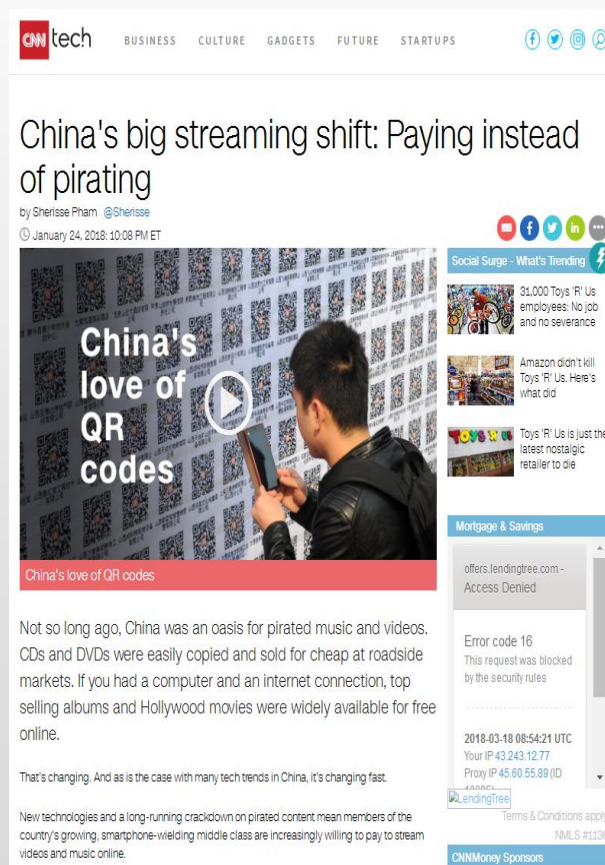 CNN tech
BUSINESS CULTURE GADGETS FUTURE STARTUPS
China's big streaming shift: Paying instead
of pirating
by Sherisse Pham @Sherisse
January 24, 2018: 10:08 PM ET
China's
love of
QR
codes
China's love of QR codes
Not so long ago, China was an oasis for pirated music and videos.
CDs and DVDs were easily copied and sold for cheap at roadside
markets. If you had a computer and an internet connection, top
selling albums and Hollywood movies were widely available for free
online.
That's changing. And as is the case with many tech trends in China, it's changing fast.
New technologies and a long-running crackdown on pirated content mean members of the
country's growing, smartphone-wielding middle class are increasingly willing to pay to stream
videos and music online.
Social Surge - What's Trending
31,000 Toys 'R' Us
employees: No job
and no severance
Amazon didn't kill
Toys 'R' Us. Here's
what did
TOYS R US
Toys 'R' Us is just the
latest nostalgic
retailer to die
Mortgage & Savings
offers.lendingtree.com -
Access Denied
Error code 16
This request was blocked
by the security rules
2018-03-18 08:54:21 UTC
Your IP 43.243.12.77
Proxy IP 45.60.55.89 (ID
LendingTree
Terms & Conditions apply
NMLS #1136
CNNMoney Sponsors